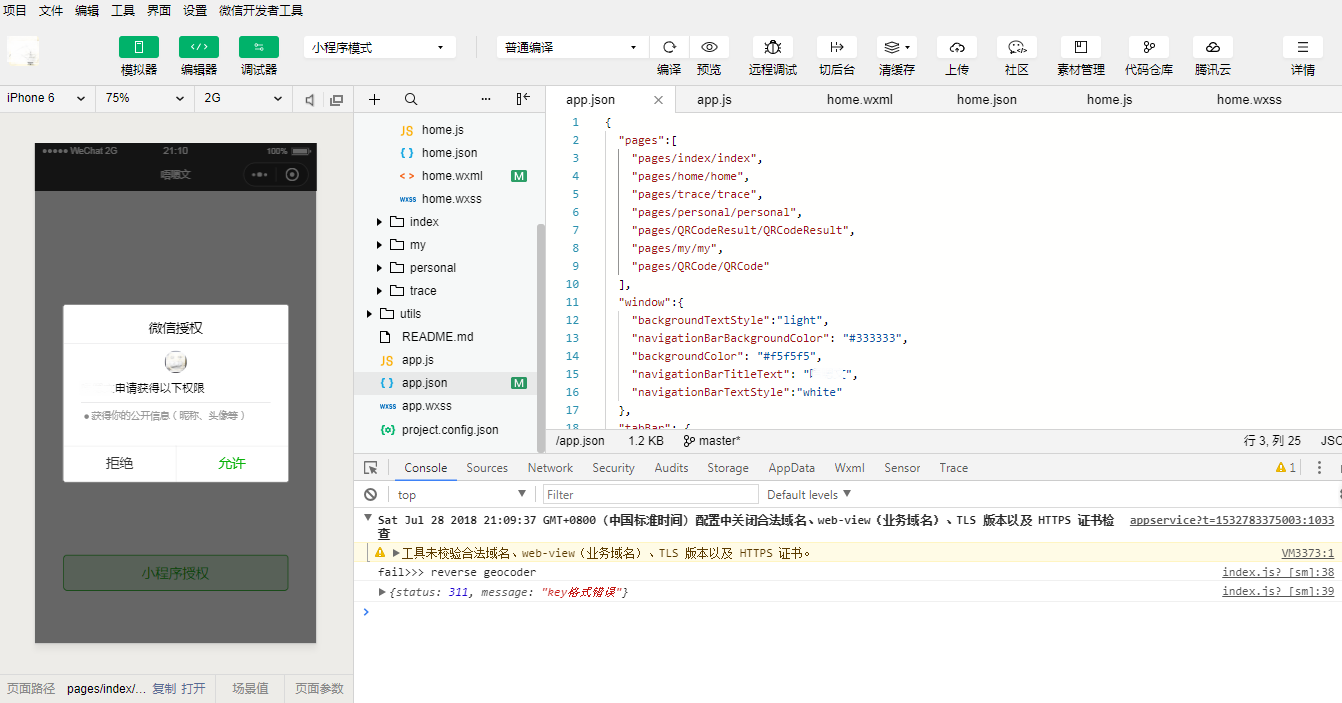 项目 文件 编辑 工具 界面 设置 微信开发者工具
模拟器 编辑器 调试器 小程序模式 普通编译 编译 预览 远程调试 切后台 清缓存 上传 社区 素材管理 代码仓库 腾讯云 详情
iPhone 6 75% 2G
WeChat 2G 21:10 100%
微信授权
申请获得以下权限
获得你的公开信息（昵称、头像等）
拒绝 允许
小程序授权
页面路径 pages/index/... 复制 打开 场景值 页面参数
JS home.js
{ } home.json
< > home.wxml M
wxss home.wxss
index
my
personal
trace
utils
README.md
JS app.js
{ } app.json M
wxss app.wxss
{o} project.config.json
app.json app.js home.wxml home.json home.js home.wxss
1 {
2 "pages":[
3 "pages/index/index",
4 "pages/home/home",
5 "pages/trace/trace",
6 "pages/personal/personal",
7 "pages/QRCodeResult/QRCodeResult",
8 "pages/my/my",
9 "pages/QRCode/QRCode"
10 ],
11 "window":{
12 "backgroundTextStyle":"light",
13 "navigationBarBackgroundColor": "#333333",
14 "backgroundColor": "#f5f5f5",
15 "navigationBarTitleText": "",
16 "navigationBarTextStyle":"white"
17 },
18 "tabBar": {
/app.json 1.2 KB master* 行 3, 列 25 JSO
Console Sources Network Security Audits Storage AppData Wxml Sensor Trace 1
top Filter Default levels
Sat Jul 28 2018 21:09:37 GMT+0800 (中国标准时间) 配置中关闭合法域名、web-view（业务域名）、TLS 版本以及 HTTPS 证书检查 appservice?t=1532783375003:1033
工具未校验合法域名、web-view（业务域名）、TLS 版本以及 HTTPS 证书。 VM3373:1
fail>>> reverse geocoder index.js? [sm]:38
{status: 311, message: "key格式错误"} index.js? [sm]:39